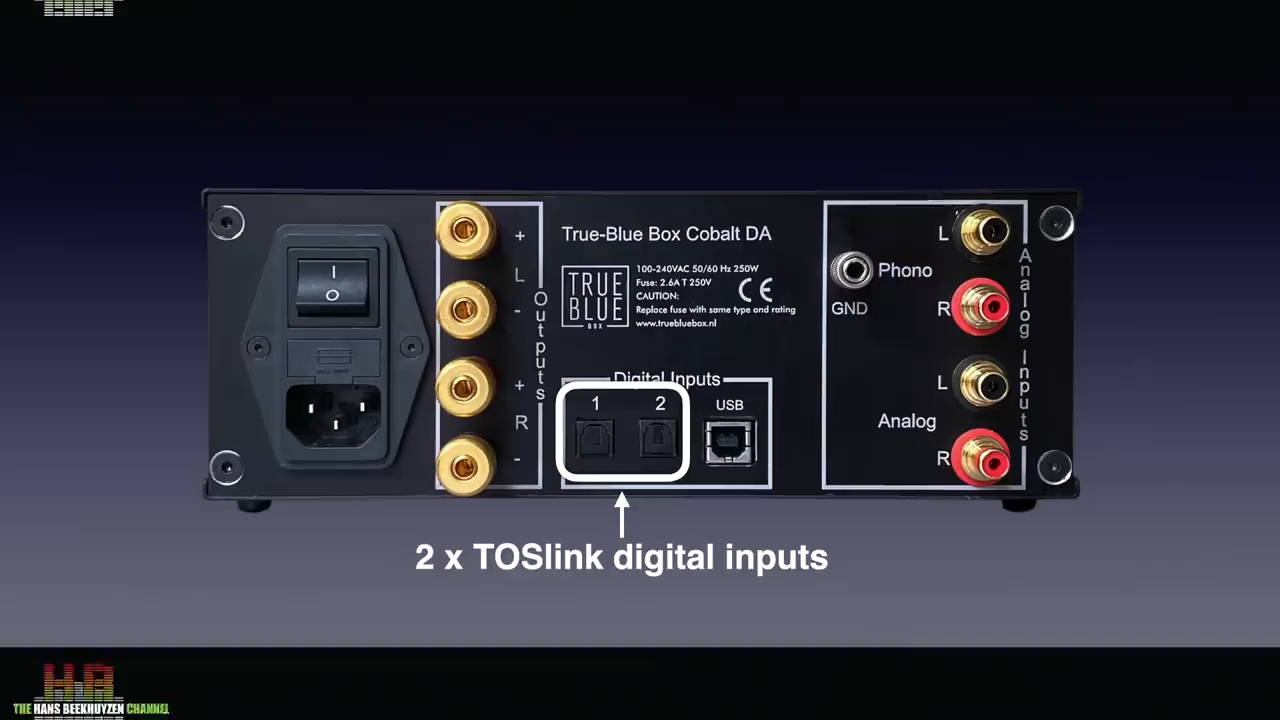 True-Blue Box Cobalt DA
TRUE
BLUE
BOX
100-240VAC 50/60 Hz 250W
Fuse: 2.6A T 250V
CAUTION:
Replace fuse with same type and rating
www.truebluebox.nl
CE
I
O
+
L
-
+
R
-
Outputs
Digital Inputs
1
2
USB
L
Phono
GND
R
L
Analog
R
Analog Inputs
2 x TOSlink digital inputs
H.B
THE HANS BEEKHUYZEN CHANNEL